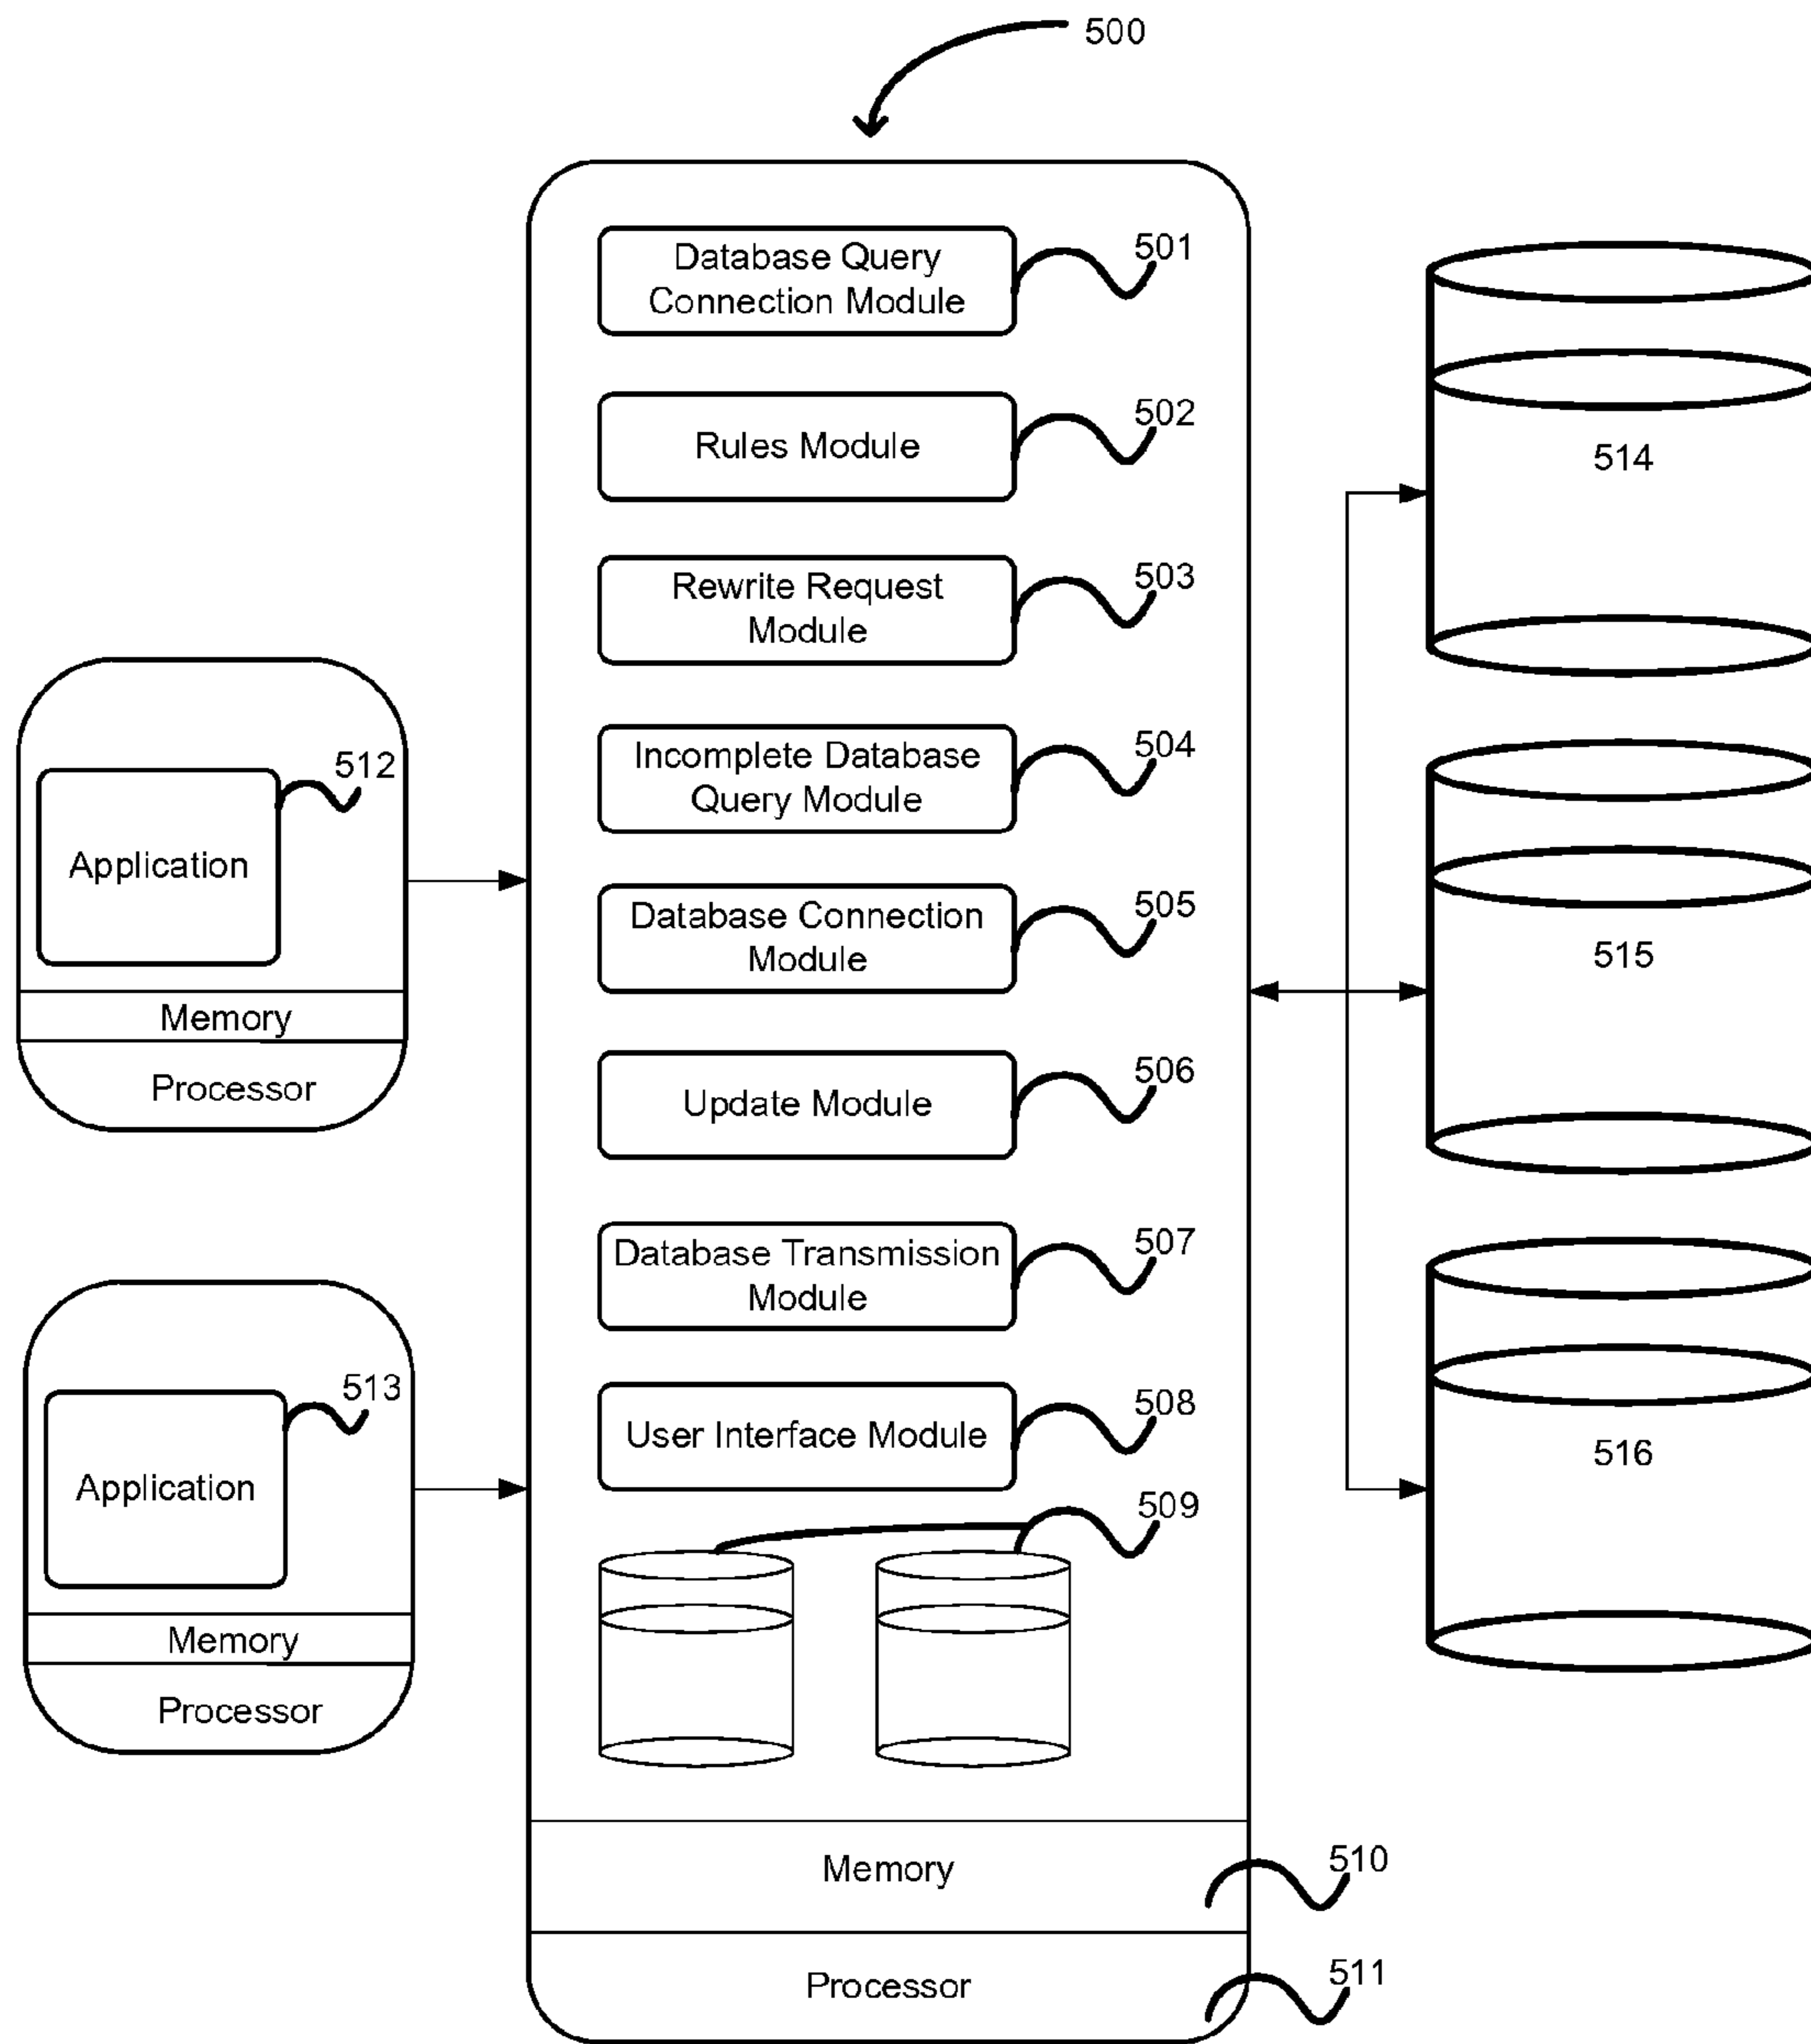 500
Database Query
Connection Module
501
Rules Module
502
Rewrite Request
Module
503
Incomplete Database
Query Module
504
Database Connection
Module
505
Update Module
506
Database Transmission
Module
507
User Interface Module
508
509
Memory
510
Processor
511
Application
512
Memory
Processor
Application
513
Memory
Processor
514
515
516